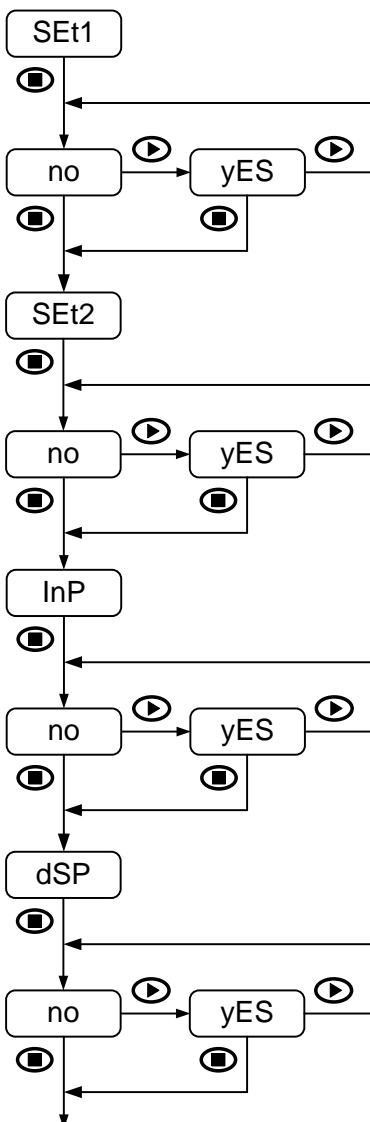 SEt1
no yES
SEt2
no yES
InP
no yES
dSP
no yES